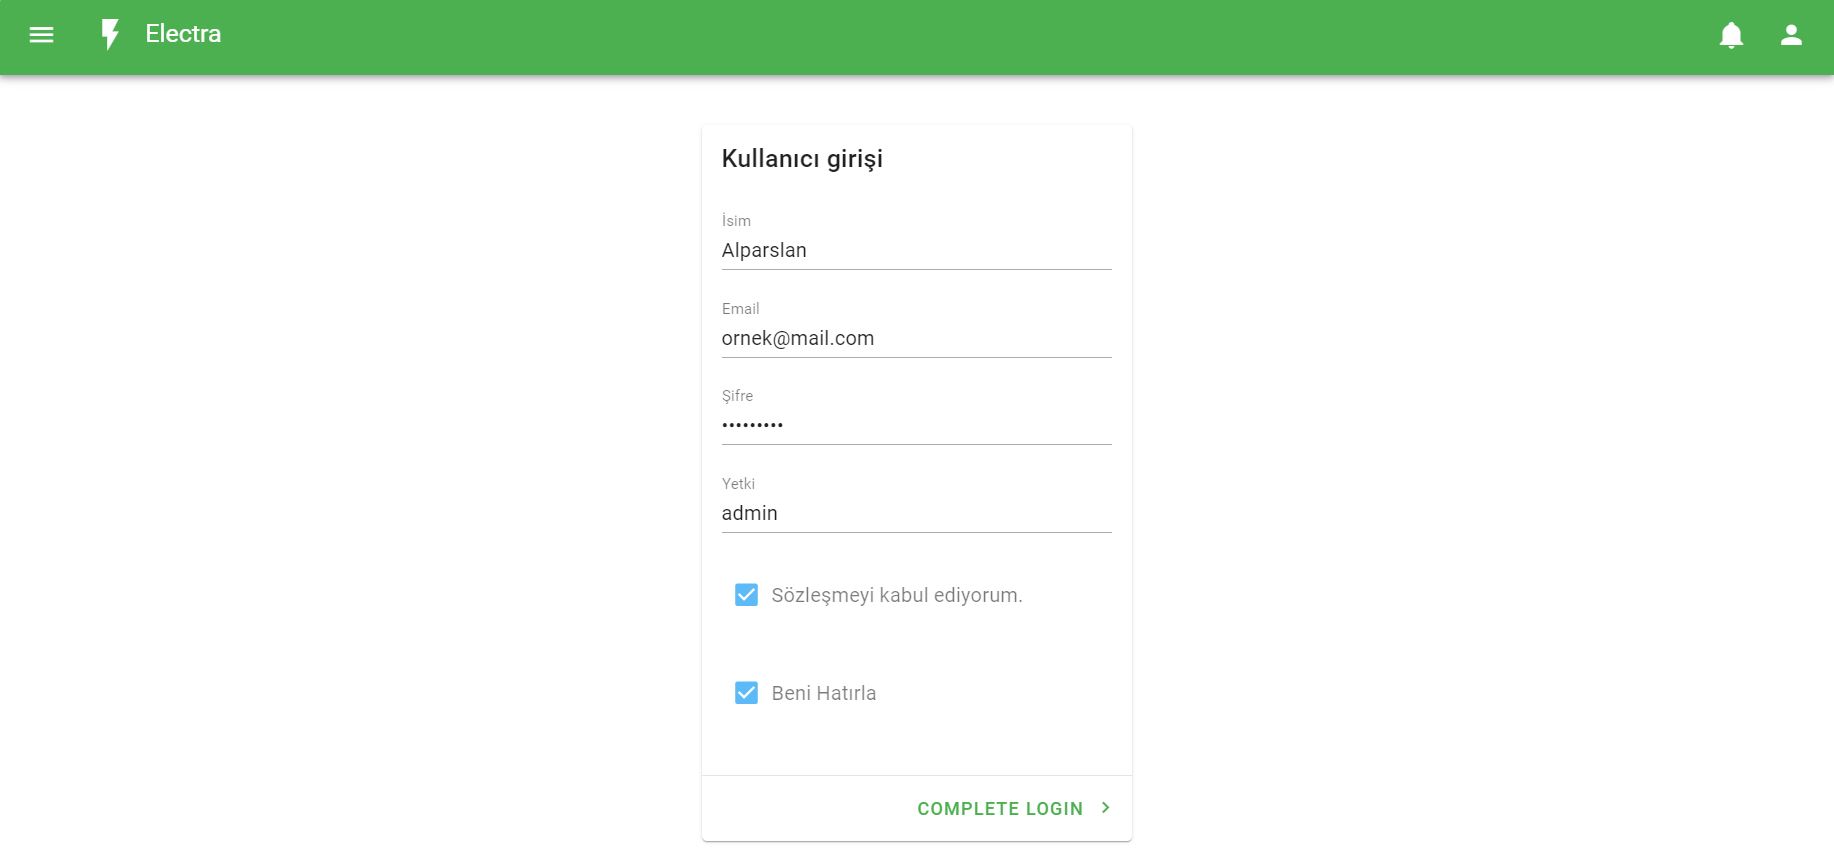 Electra
Kullanıcı girişi
İsim
Alparslan
Email
ornek@mail.com
Şifre
•••••••••
Yetki
admin
Sözleşmeyi kabul ediyorum.
Beni Hatırla
COMPLETE LOGIN